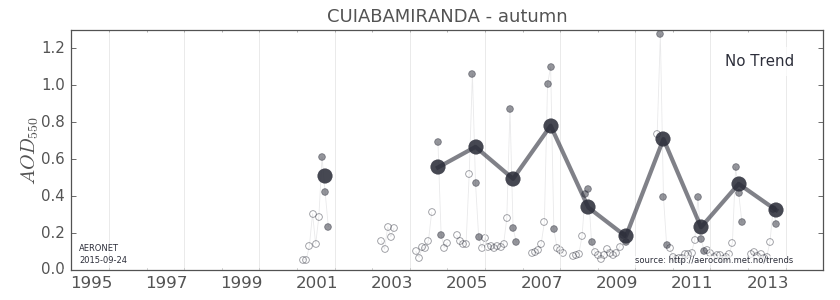 CUIABAMIRANDA - autumn
No Trend
AOD550
1.2
1.0
0.8
0.6
0.4
0.2
0.0
AERONET
2015-09-24
source: http://aerocom.met.no/trends
1995 1997 1999 2001 2003 2005 2007 2009 2011 2013